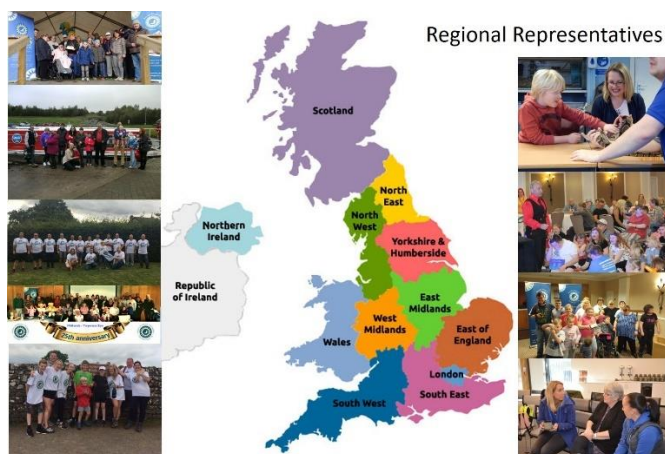 Regional Representatives
Scotland
North
East
North
West
Northern
Ireland
Yorkshire &
Humberside
Republic
of Ireland
East
Midlands
West
Midlands
East of
England
Wales
London
South East
South West
25th anniversary